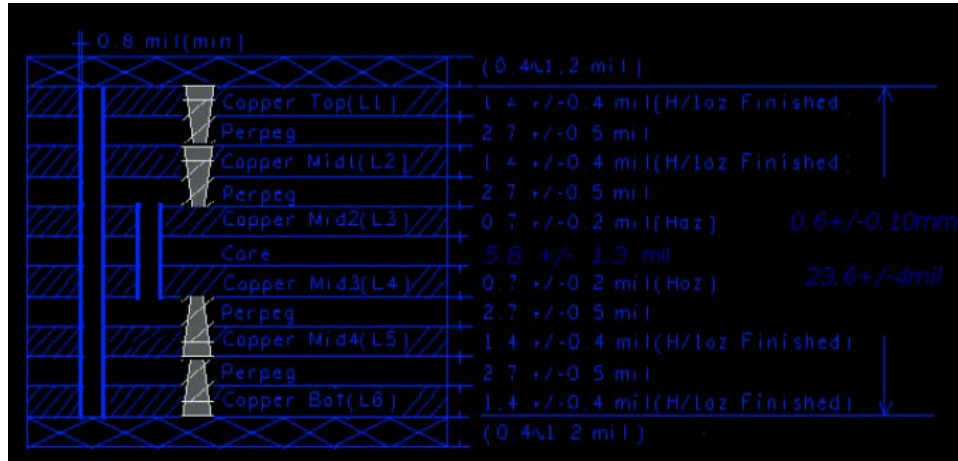 0.8 mil(min)
(0.4~1.2 mil)
Copper Top(L1) 1.4 +/-0.4 mil(H/1oz Finished)
Perpeg 2.7 +/-0.5 mil
Copper Mid1(L2) 1.4 +/-0.4 mil(H/1oz Finished)
Perpeg 2.7 +/-0.5 mil
Copper Mid2(L3) 0.7 +/-0.2 mil(Hoz) 0.6+/-0.10mm
Core 5.8 +/- 1.3 mil
Copper Mid3(L4) 0.7 +/-0.2 mil(Hoz) 23.6+/-4mil
Perpeg 2.7 +/-0.5 mil
Copper Mid4(L5 1.4 +/-0.4 mil(H/1oz Finished)
Perpeg 2.7 +/-0.5 mil
Copper Bot(L6) 1.4 +/-0.4 mil(H/1oz Finished)
(0.4~1.2 mil)